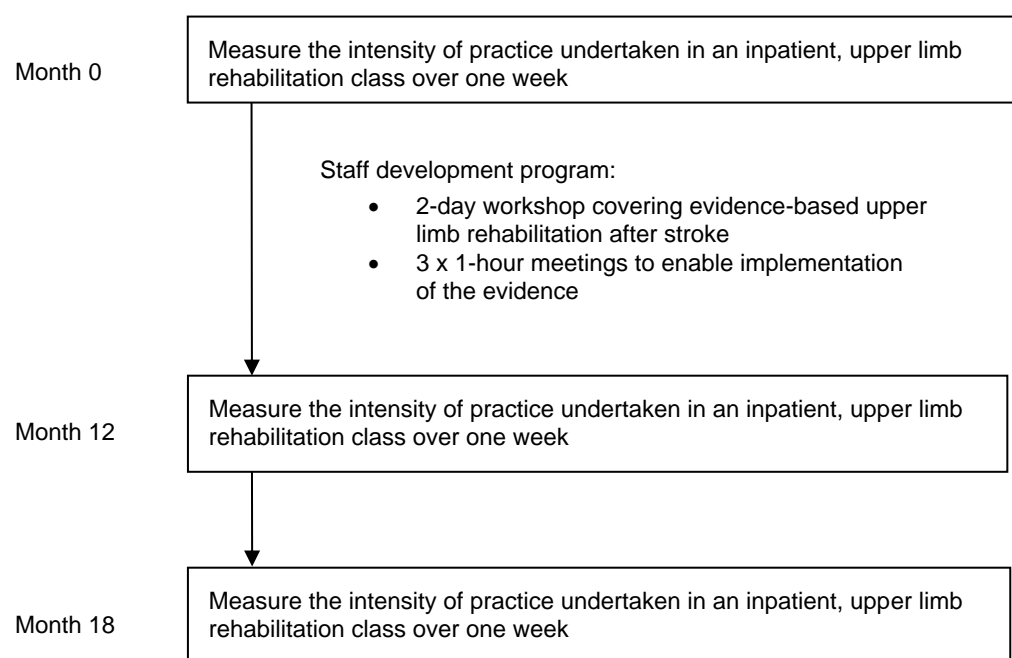 Month 0
Measure the intensity of practice undertaken in an inpatient, upper limb
rehabilitation class over one week
Staff development program:
• 2-day workshop covering evidence-based upper
limb rehabilitation after stroke
• 3 x 1-hour meetings to enable implementation
of the evidence
Month 12
Measure the intensity of practice undertaken in an inpatient, upper limb
rehabilitation class over one week
Month 18
Measure the intensity of practice undertaken in an inpatient, upper limb
rehabilitation class over one week